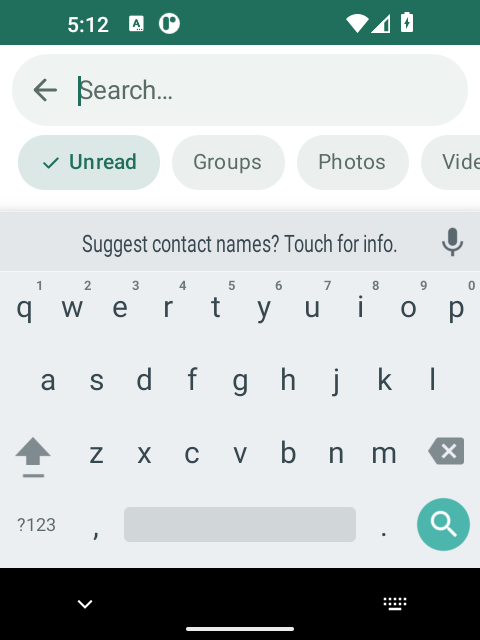 5:12
Search…
Unread
Groups
Photos
Vide
Suggest contact names? Touch for info.
1 2 3 4 5 6 7 8 9 0
q w e r t y u i o p
a s d f g h j k l
z x c v b n m
?123 , .